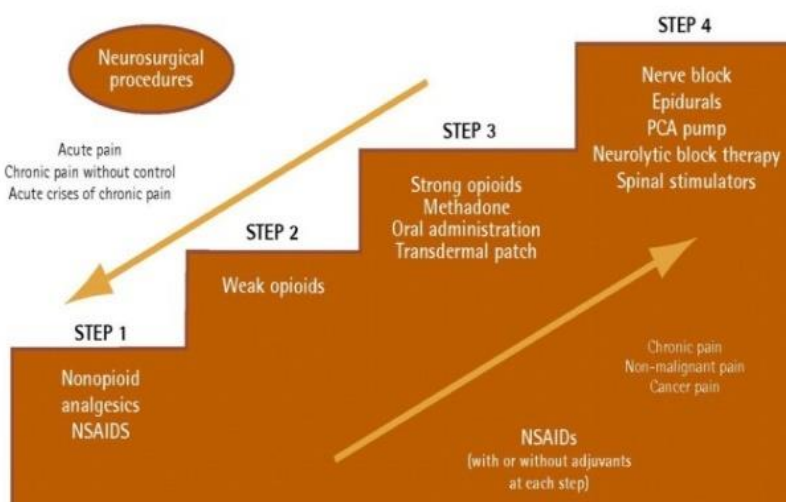 STEP 4
Neurosurgical
procedures
Nerve block
Epidurals
PCA pump
Neurolytic block therapy
Spinal stimulators
STEP 3
Acute pain
Chronic pain without control
Acute crises of chronic pain
Strong opioids
Methadone
Oral administration
Transdermal patch
STEP 2
Weak opioids
STEP 1
Nonopioid
analgesics
NSAIDS
Chronic pain
Non-malignant pain
Cancer pain
NSAIDs
(with or without adjuvants
at each step)